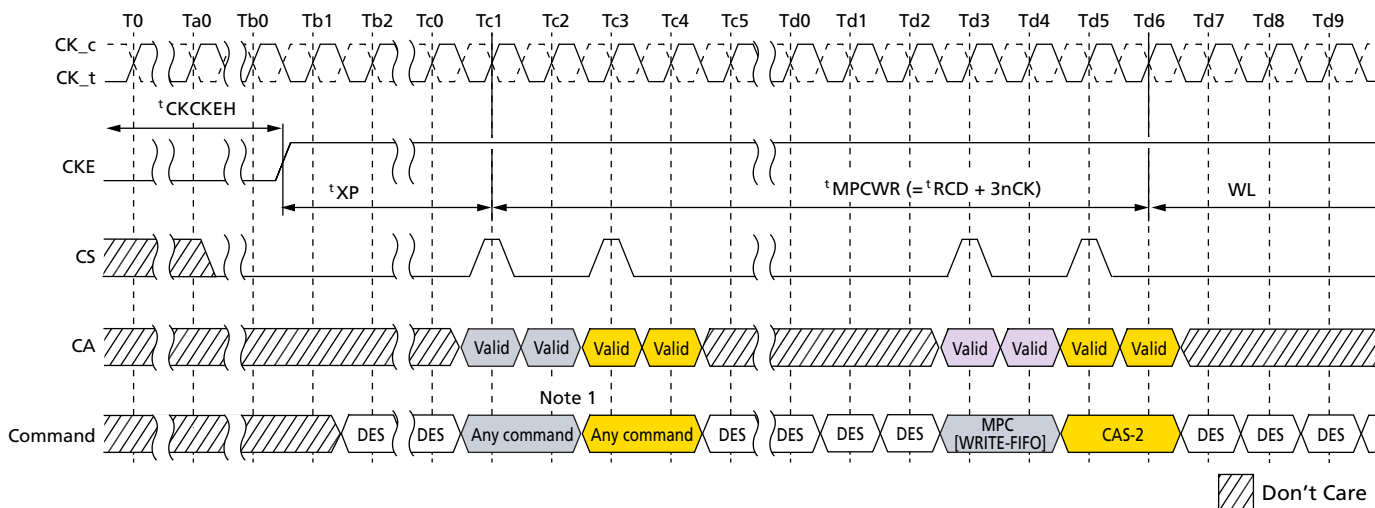 T0 Ta0 Tb0 Tb1 Tb2 Tc0 Tc1 Tc2 Tc3 Tc4 Tc5 Td0 Td1 Td2 Td3 Td4 Td5 Td6 Td7 Td8 Td9
CK_c
CK_t
tCKCKEH
CKE
tXP tMPCWR (= tRCD + 3nCK) WL
CS
CA Valid Valid Valid Valid Valid Valid Valid Valid
Note 1
Command DES DES Any command Any command DES DES DES DES MPC [WRITE-FIFO] CAS-2 DES DES DES
Don't Care